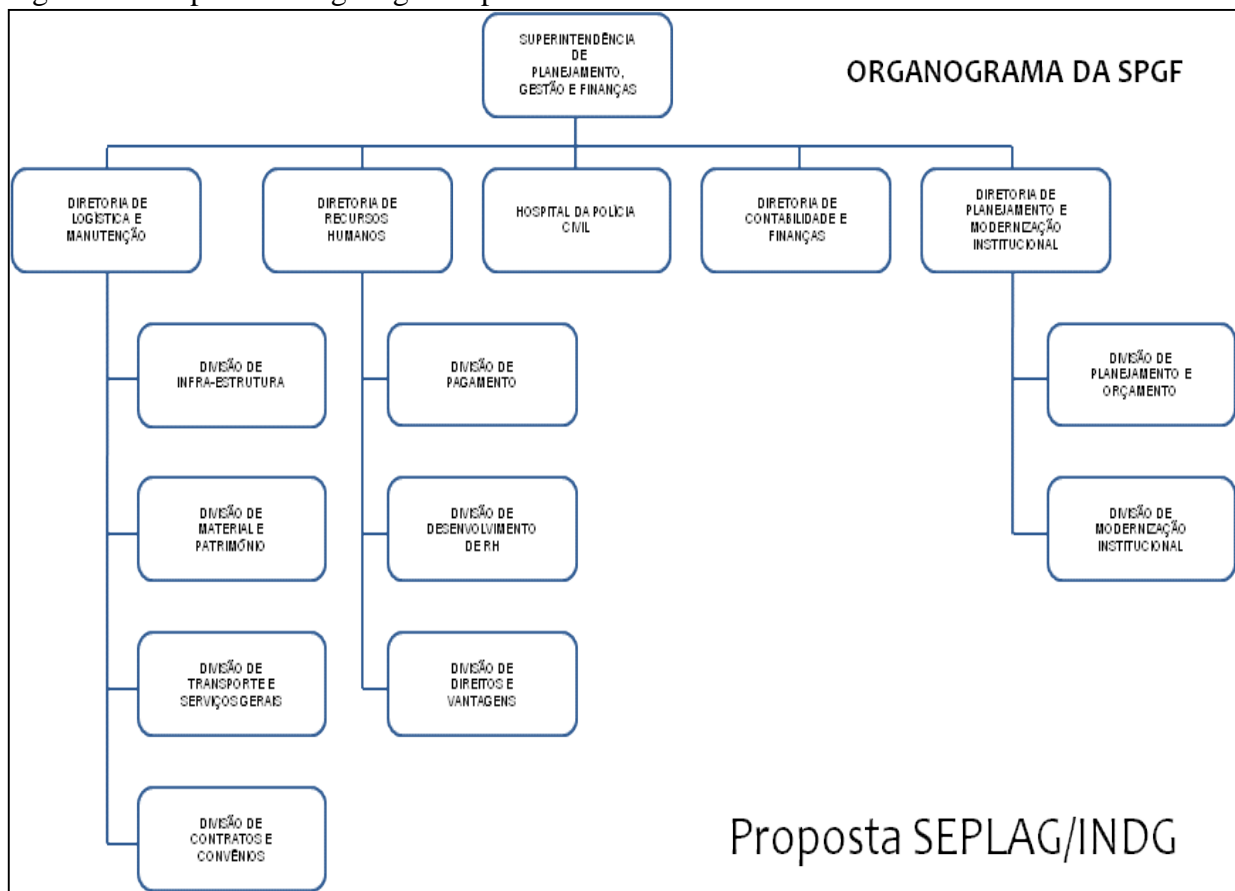 SUPERINTENDÊNCIA
DE
PLANEJAMENTO,
GESTÃO E FINANÇAS
ORGANOGRAMA DA SPGF
DIRETORIA DE
LOGÍSTICA E
MANUTENÇÃO
DIRETORIA DE
RECURSOS
HUMANOS
HOSPITAL DA POLÍCIA
CIVIL
DIRETORIA DE
CONTABILIDADE E
FINANÇAS
DIRETORIA DE
PLANEJAMENTO E
MODERNIZAÇÃO
INSTITUCIONAL
DIVISÃO DE
INFRA-ESTRUTURA
DIVISÃO DE
PAGAMENTO
DIVISÃO DE
PLANEJAMENTO E
ORÇAMENTO
DIVISÃO DE
MATERIAL E
PATRIMÔNIO
DIVISÃO DE
DESENVOLVIMENTO
DE RH
DIVISÃO DE
MODERNIZAÇÃO
INSTITUCIONAL
DIVISÃO DE
TRANSPORTE E
SERVIÇOS GERAIS
DIVISÃO DE
DIREITOS E
VANTAGENS
DIVISÃO DE
CONTRATOS E
CONVÊNIOS
Proposta SEPLAG/INDG